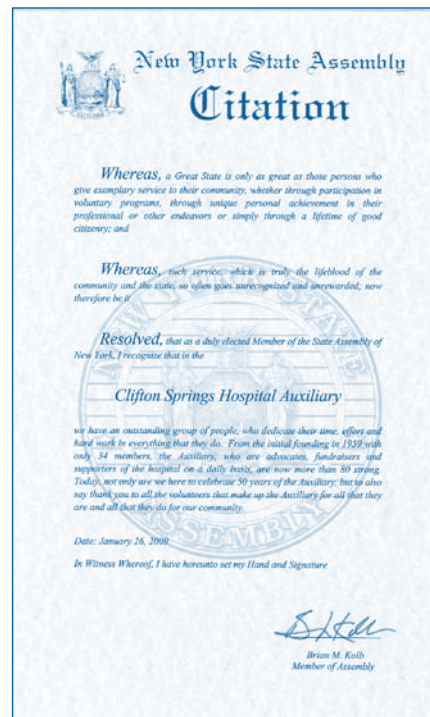 New York State Assembly
Citation
Whereas, a Great State is only as great as those persons who
give exemplary service to their community, whether through participation in
voluntary programs, through unique personal achievement in their
professional or other endeavors or simply through a lifetime of good
citizenry; and
Whereas, such service, which is truly the lifeblood of the
community and the state, so often goes unrecognized and unrewarded; now
therefore be it
Resolved, that as a duly elected Member of the State Assembly of
New York, I recognize that in the
Clifton Springs Hospital Auxiliary
we have an outstanding group of people, who dedicate their time, effort and
hard work in everything that they do. From the initial founding in 1959 with
only 34 members, the Auxiliary, who are advocates, fundraisers and
supporters of the hospital on a daily basis, are now more than 80 strong.
Today, not only are we here to celebrate 50 years of the Auxiliary, but to also
say thank you to all the volunteers that make up the Auxiliary for all that they
are and all that they do for our community.
Date: January 26, 2009
In Witness Whereof, I have hereunto set my Hand and Signature
Brian M. Kolb
Member of Assembly
NEW YORK STATE
ASSEMBLY